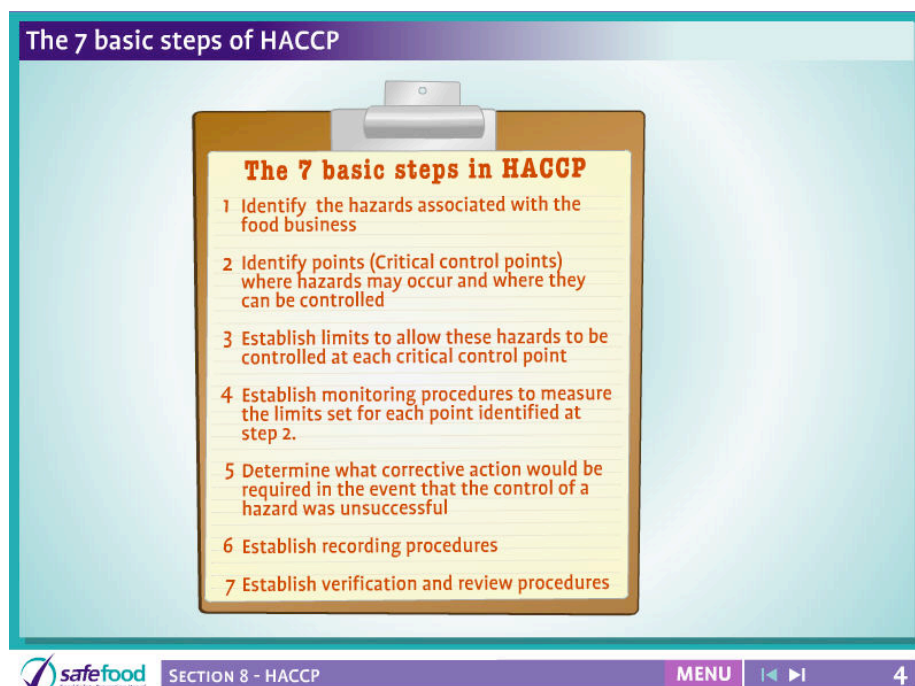 The 7 basic steps of HACCP
The 7 basic steps in HACCP
1 Identify the hazards associated with the
food business
2 Identify points (Critical control points)
where hazards may occur and where they
can be controlled
3 Establish limits to allow these hazards to be
controlled at each critical control point
4 Establish monitoring procedures to measure
the limits set for each point identified at
step 2.
5 Determine what corrective action would be
required in the event that the control of a
hazard was unsuccessful
6 Establish recording procedures
7 Establish verification and review procedures
safefood
SECTION 8 - HACCP
MENU
4